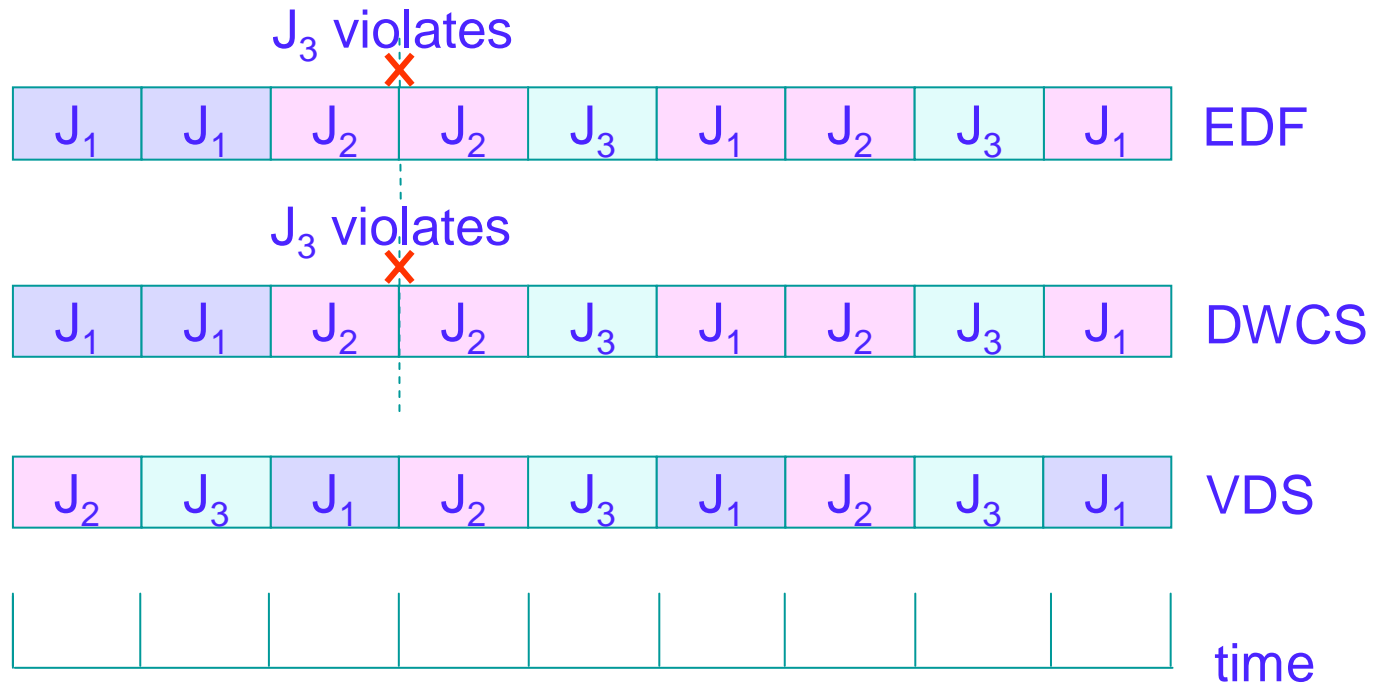 J₃ violates
J₁ J₁ J₂ J₂ J₃ J₁ J₂ J₃ J₁ EDF
J₃ violates
J₁ J₁ J₂ J₂ J₃ J₁ J₂ J₃ J₁ DWCS
J₂ J₃ J₁ J₂ J₃ J₁ J₂ J₃ J₁ VDS
time